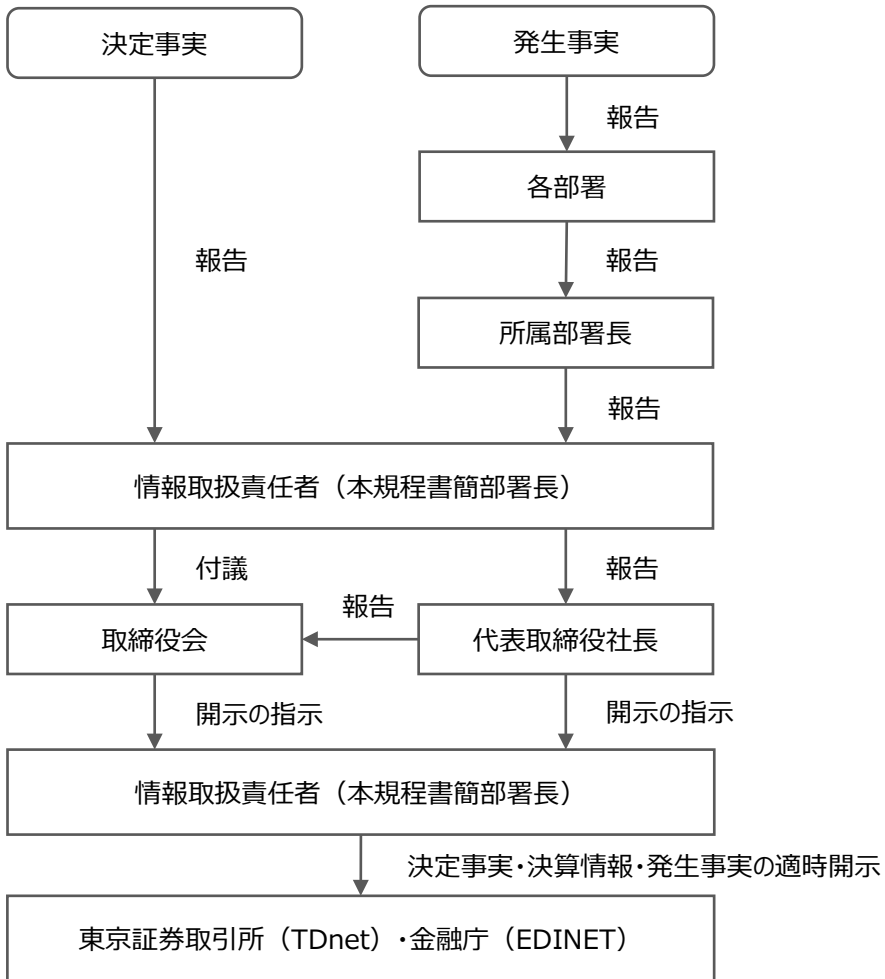 決定事実
発生事実
報告
各部署
報告
報告
所属部署長
報告
情報取扱責任者（本規程書簡部署長）
付議
報告
報告
取締役会
代表取締役社長
開示の指示
開示の指示
情報取扱責任者（本規程書簡部署長）
決定事実・決算情報・発生事実の適時開示
東京証券取引所（TDnet）・金融庁（EDINET）